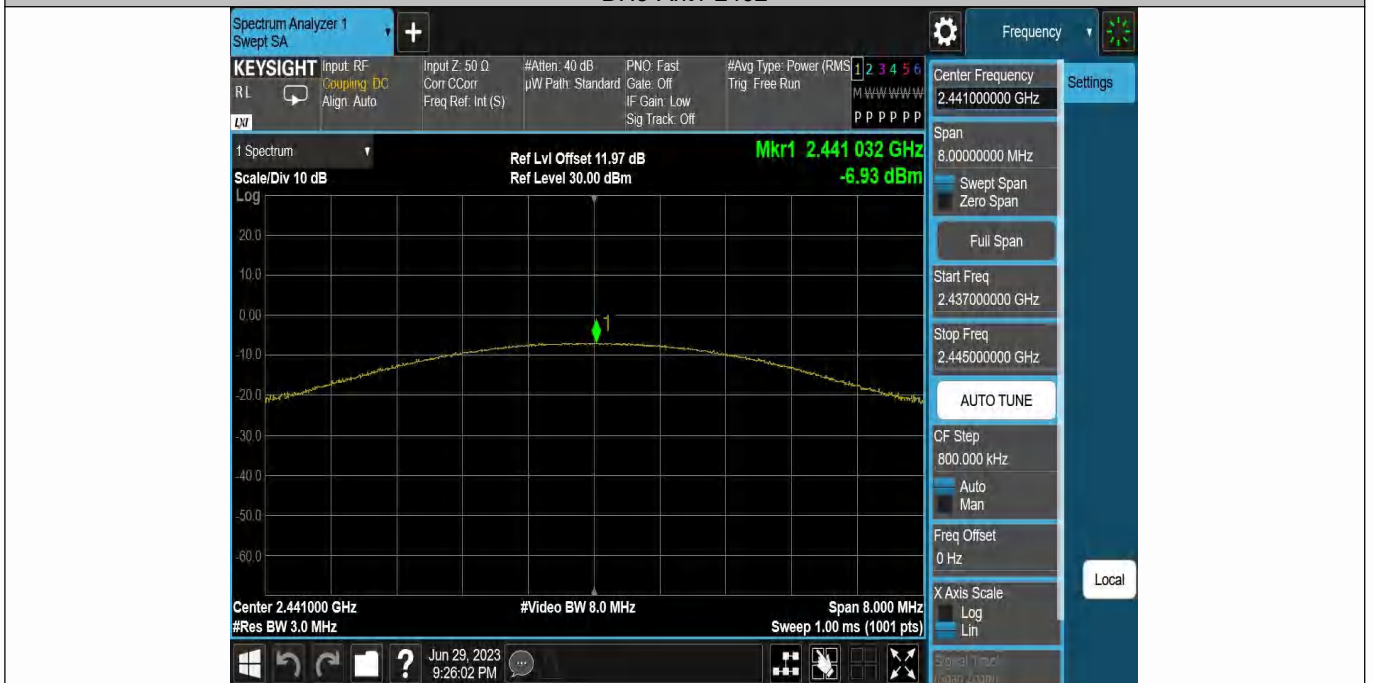 Spectrum Analyzer 1
Swept SA
+
Frequency
KEYSIGHT
RL
LXI
Input: RF
Coupling: DC
Align: Auto
Input Z: 50 Ω
Corr CCorr
Freq Ref: Int (S)
#Atten: 40 dB
µW Path: Standard
PNO: Fast
Gate: Off
IF Gain: Low
Sig Track: Off
#Avg Type: Power (RMS
Trig: Free Run
1 2 3 4 5 6
M W W W W W
P P P P P P
Center Frequency
2.441000000 GHz
Settings
Span
8.00000000 MHz
Swept Span
Zero Span
Full Span
Start Freq
2.437000000 GHz
Stop Freq
2.445000000 GHz
AUTO TUNE
CF Step
800.000 kHz
Auto
Man
Freq Offset
0 Hz
X Axis Scale
Log
Lin
Signal Track
(Span Zoom)
Local
1 Spectrum
Scale/Div 10 dB
Log
Ref Lvl Offset 11.97 dB
Ref Level 30.00 dBm
Mkr1 2.441 032 GHz
-6.93 dBm
20.0
10.0
0.00
-10.0
-20.0
-30.0
-40.0
-50.0
-60.0
1
Center 2.441000 GHz
#Res BW 3.0 MHz
#Video BW 8.0 MHz
Span 8.000 MHz
Sweep 1.00 ms (1001 pts)
?
Jun 29, 2023
9:26:02 PM